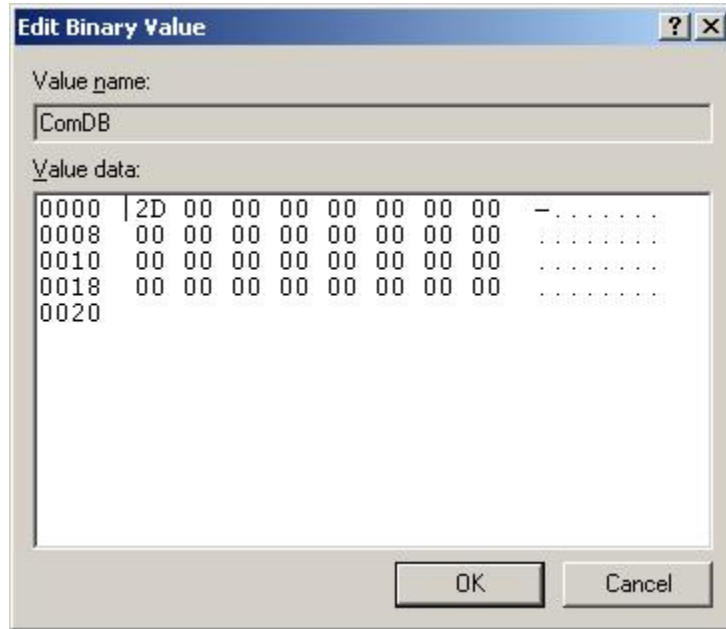 Edit Binary Value
Value name:
ComDB
Value data:
0000 2D 00 00 00 00 00 00 00 -.......
0008 00 00 00 00 00 00 00 00 ........
0010 00 00 00 00 00 00 00 00 ........
0018 00 00 00 00 00 00 00 00 ........
0020
OK Cancel